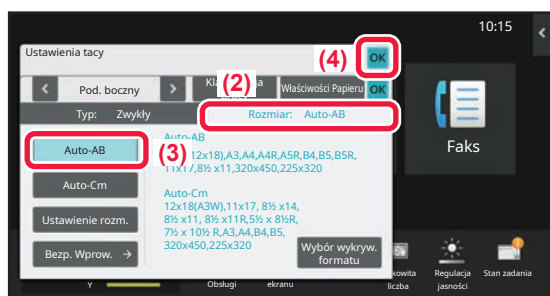 10:15
Ustawienia tacy
(4)
OK
Pod. boczny
(2)
Właściwości Papieru
OK
Typ: Zwykły
Rozmiar: Auto-AB
Auto-AB
(3)
Auto-AB
12x18),A3,A4,A4R,A5R,B4,B5,B5R,
11x17,8½ x11,320x450,225x320
Auto-Cm
Auto-Cm
12x18(A3W),11x17, 8½ x14,
8½ x11, 8½ x11R,5½ x 8½R,
7½ x 10½ R,A3,A4,B4,B5,
320x450,225x320
Ustawienie rozm.
Bezp. Wprow. →
Wybór wykryw.
formatu
Faks
Y
Obsługi
ekranu
liczba
Regulacja
jasności
Stan zadania